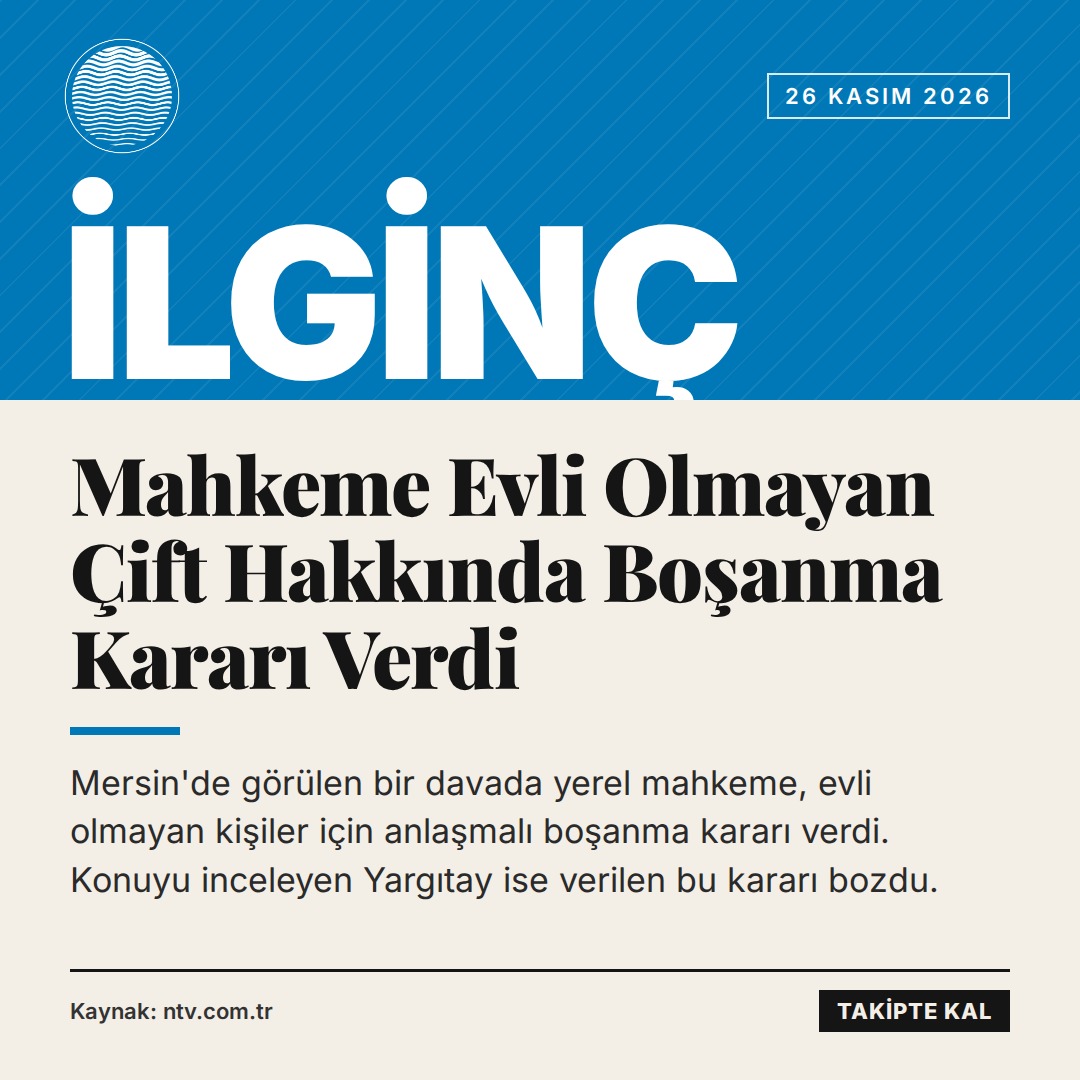 26 KASIM 2026
İLGİNÇ
Mahkeme Evli Olmayan
Çift Hakkında Boşanma
Kararı Verdi
Mersin'de görülen bir davada yerel mahkeme, evli
olmayan kişiler için anlaşmalı boşanma kararı verdi.
Konuyu inceleyen Yargıtay ise verilen bu kararı bozdu.
Kaynak: ntv.com.tr
TAKİPTE KAL